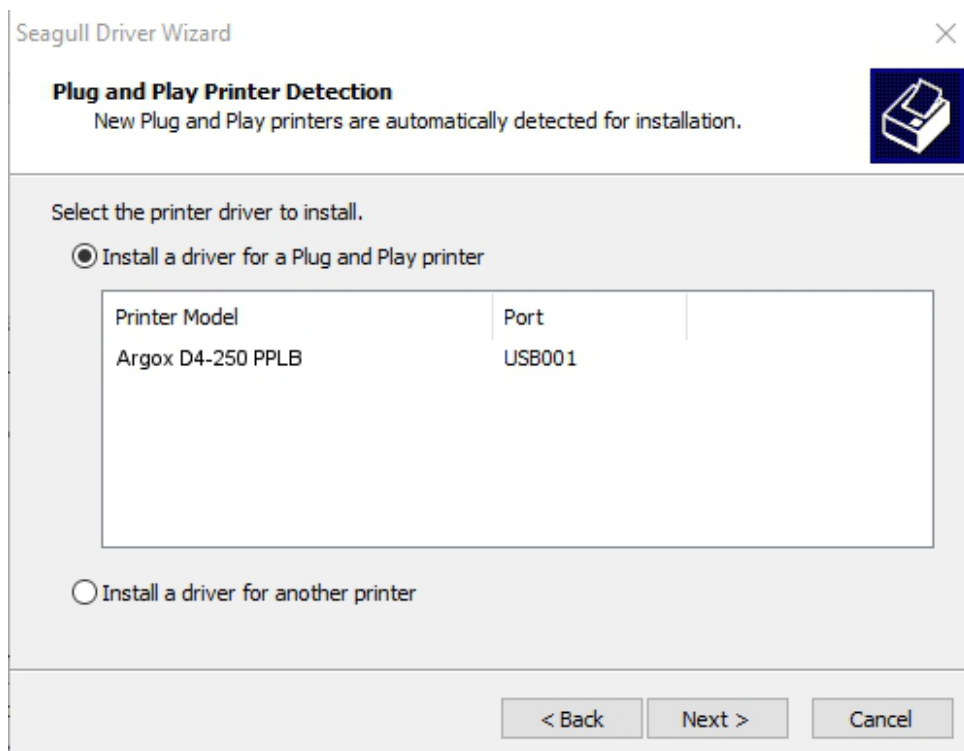 Seagull Driver Wizard
Plug and Play Printer Detection
New Plug and Play printers are automatically detected for installation.
Select the printer driver to install.
Install a driver for a Plug and Play printer
Printer Model Port
Argox D4-250 PPLB USB001
Install a driver for another printer
< Back Next > Cancel